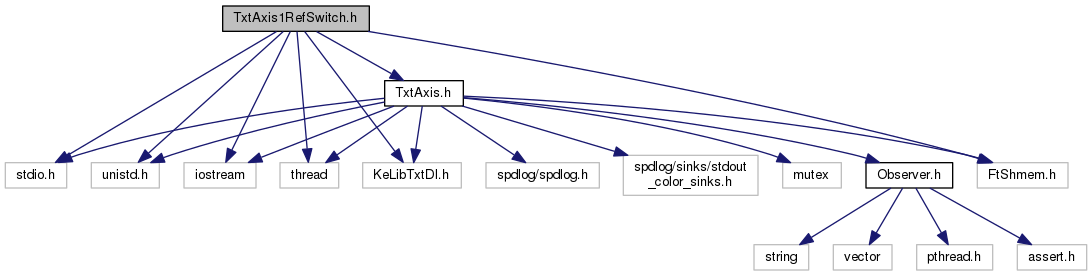 TxtAxis1RefSwitch.h
TxtAxis.h
stdio.h
unistd.h
iostream
thread
KeLibTxtDl.h
spdlog/spdlog.h
spdlog/sinks/stdout
_color_sinks.h
mutex
Observer.h
FtShmem.h
string
vector
pthread.h
assert.h